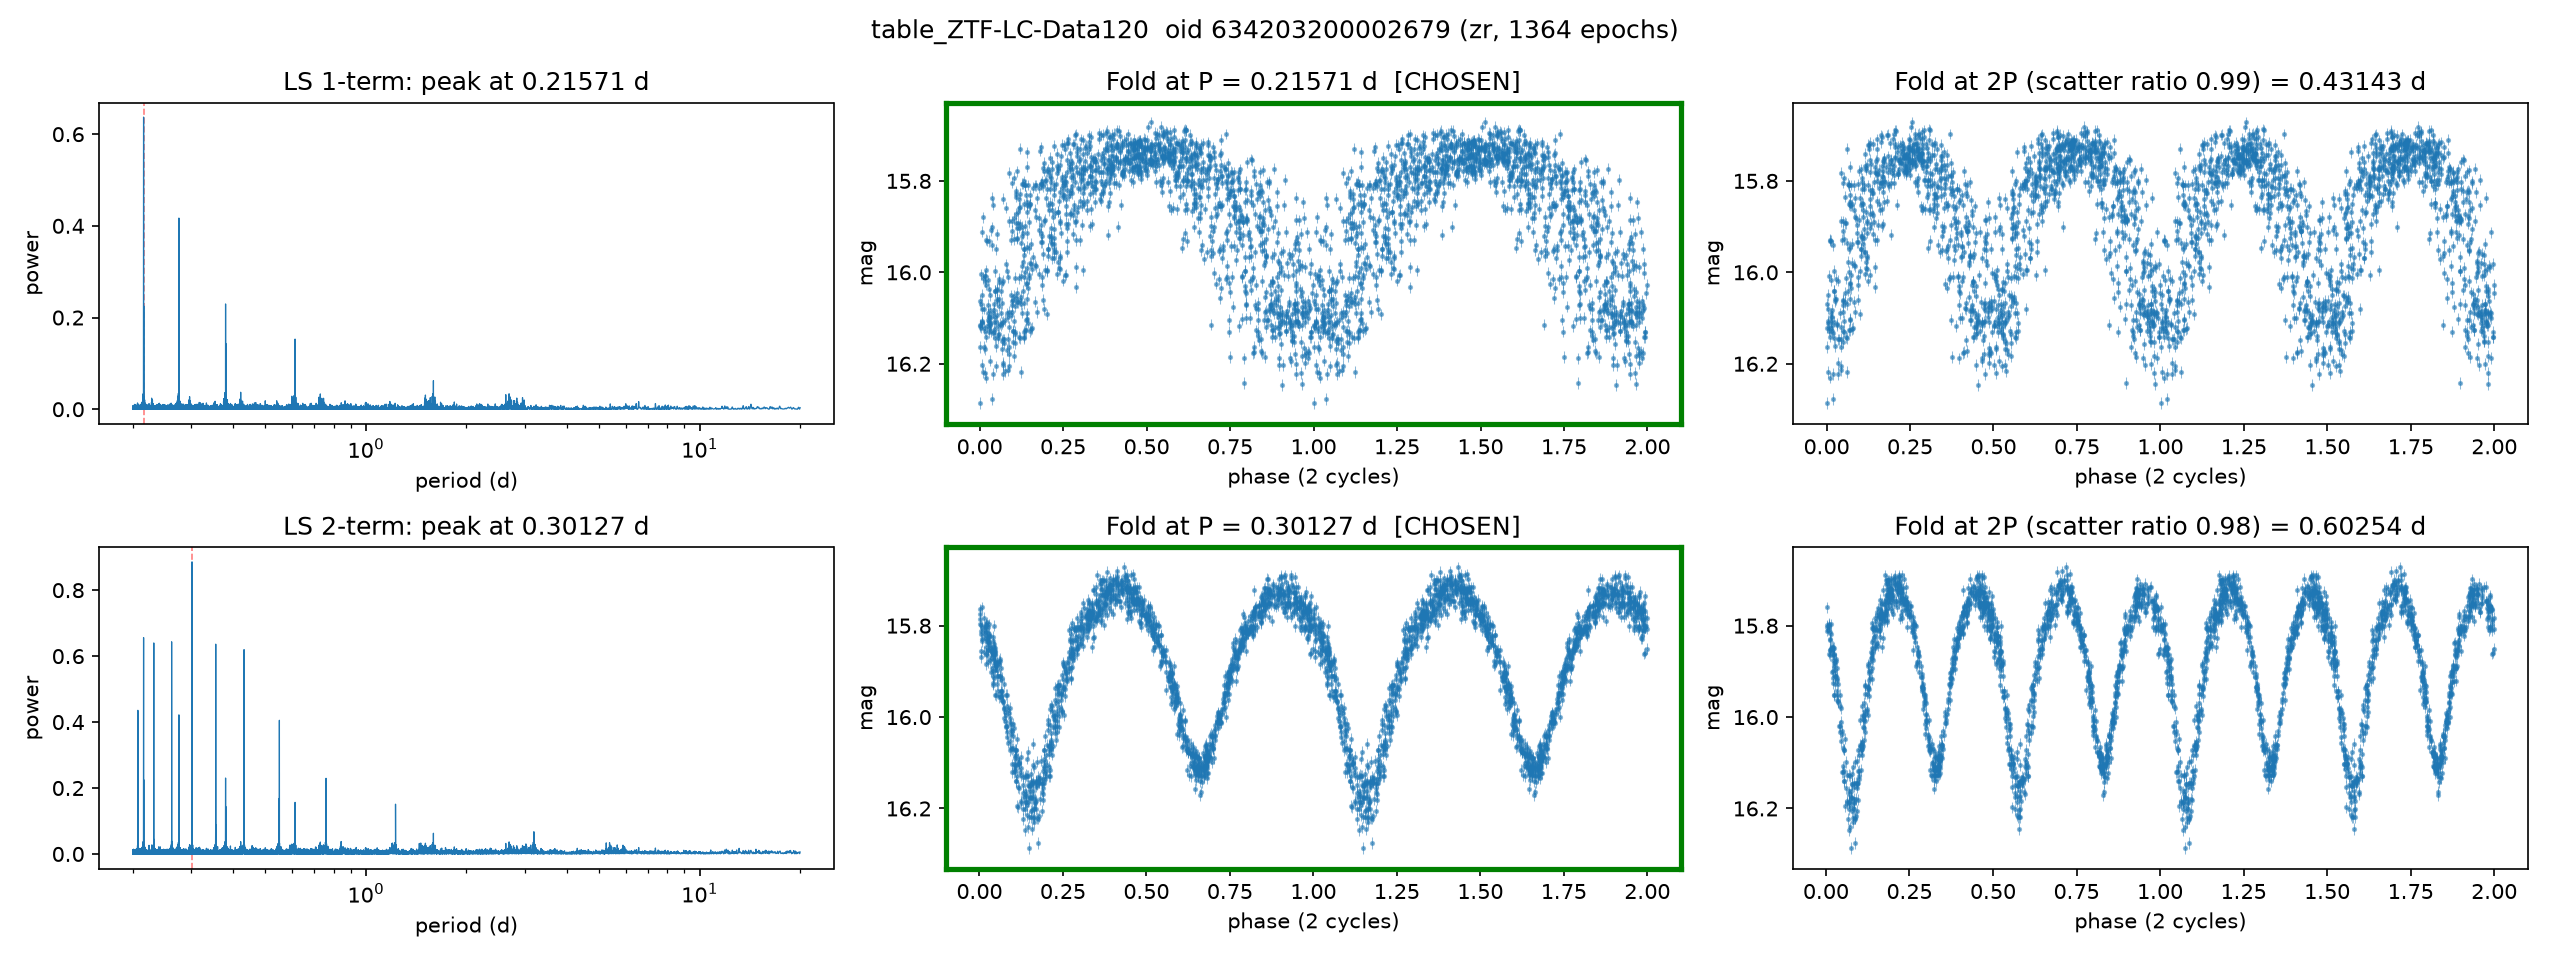 table_ZTF-LC-Data120  oid 634203200002679 (zr, 1364 epochs)
LS 1-term: peak at 0.21571 d
power
0.6
0.4
0.2
0.0
10⁰
10¹
period (d)
Fold at P = 0.21571 d  [CHOSEN]
mag
15.8
16.0
16.2
0.00 0.25 0.50 0.75 1.00 1.25 1.50 1.75 2.00
phase (2 cycles)
Fold at 2P (scatter ratio 0.99) = 0.43143 d
mag
15.8
16.0
16.2
0.00 0.25 0.50 0.75 1.00 1.25 1.50 1.75 2.00
phase (2 cycles)
LS 2-term: peak at 0.30127 d
power
0.8
0.6
0.4
0.2
0.0
10⁰
10¹
period (d)
Fold at P = 0.30127 d  [CHOSEN]
mag
15.8
16.0
16.2
0.00 0.25 0.50 0.75 1.00 1.25 1.50 1.75 2.00
phase (2 cycles)
Fold at 2P (scatter ratio 0.98) = 0.60254 d
mag
15.8
16.0
16.2
0.00 0.25 0.50 0.75 1.00 1.25 1.50 1.75 2.00
phase (2 cycles)